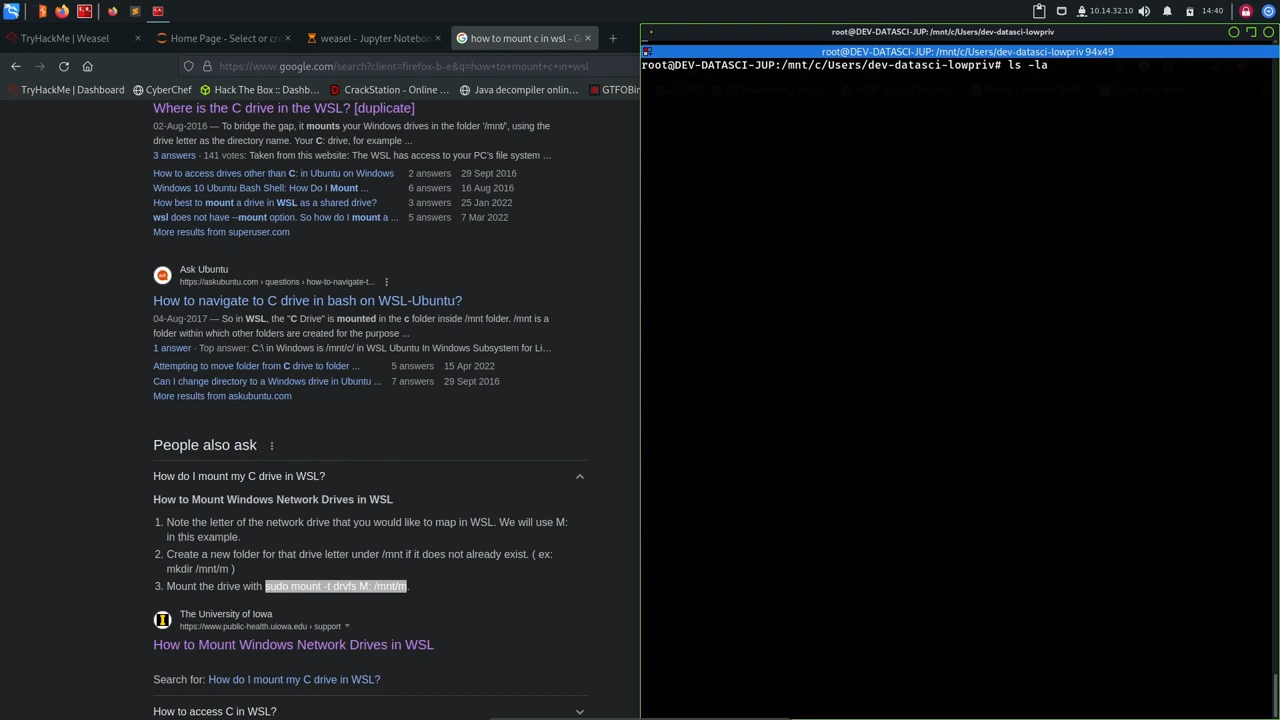 10.14.32.10
14:40
TryHackMe | Weasel
Home Page - Select or cre
weasel - Jupyter Notebook
how to mount c in wsl - G
https://www.google.com/search?client=firefox-b-e&q=how+to+mount+c+in+wsl
TryHackMe | Dashboard
CyberChef
Hack The Box :: Dashb...
CrackStation - Online ...
Java decompiler onlin...
GTFOBin
Where is the C drive in the WSL? [duplicate]
02-Aug-2016 — To bridge the gap, it mounts your Windows drives in the folder '/mnt/', using the
drive letter as the directory name. Your C: drive, for example ...
3 answers · 141 votes: Taken from this website: The WSL has access to your PC's file system ...
How to access drives other than C: in Ubuntu on Windows 2 answers 29 Sept 2016
Windows 10 Ubuntu Bash Shell: How Do I Mount ... 6 answers 16 Aug 2016
How best to mount a drive in WSL as a shared drive? 3 answers 25 Jan 2022
wsl does not have --mount option. So how do I mount a ... 5 answers 7 Mar 2022
More results from superuser.com
Ask Ubuntu
https://askubuntu.com › questions › how-to-navigate-t...
How to navigate to C drive in bash on WSL-Ubuntu?
04-Aug-2017 — So in WSL, the "C Drive" is mounted in the c folder inside /mnt folder. /mnt is a
folder within which other folders are created for the purpose ...
1 answer · Top answer: C:\ in Windows is /mnt/c/ in WSL Ubuntu In Windows Subsystem for Li...
Attempting to move folder from C drive to folder ... 5 answers 15 Apr 2022
Can I change directory to a Windows drive in Ubuntu ... 7 answers 29 Sept 2016
More results from askubuntu.com
People also ask
How do I mount my C drive in WSL?
How to Mount Windows Network Drives in WSL
1. Note the letter of the network drive that you would like to map in WSL. We will use M:
in this example.
2. Create a new folder for that drive letter under /mnt if it does not already exist. ( ex:
mkdir /mnt/m )
3. Mount the drive with sudo mount -t drvfs M: /mnt/m.
The University of Iowa
https://www.public-health.uiowa.edu › support
How to Mount Windows Network Drives in WSL
Search for: How do I mount my C drive in WSL?
How to access C in WSL?
root@DEV-DATASCI-JUP: /mnt/c/Users/dev-datasci-lowpriv
root@DEV-DATASCI-JUP: /mnt/c/Users/dev-datasci-lowpriv 94x49
root@DEV-DATASCI-JUP:/mnt/c/Users/dev-datasci-lowpriv# ls -la